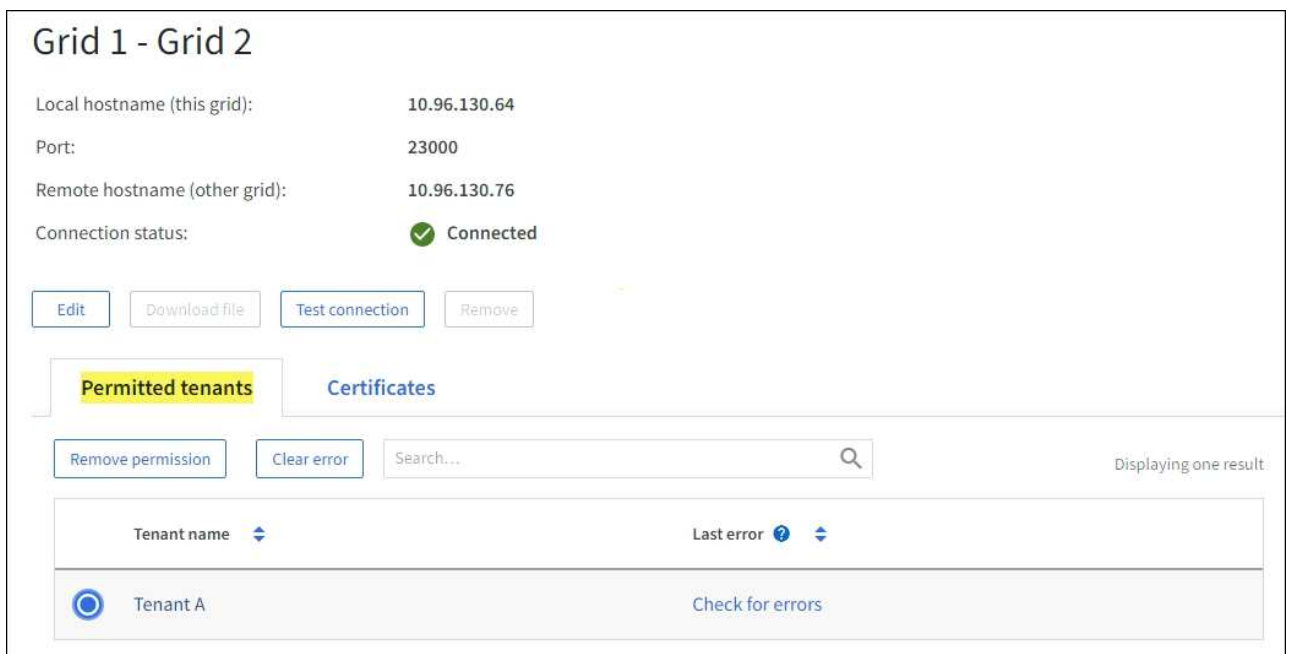 Grid 1 - Grid 2
Local hostname (this grid): 10.96.130.64
Port: 23000
Remote hostname (other grid): 10.96.130.76
Connection status: Connected
Edit Download file Test connection Remove
Permitted tenants Certificates
Remove permission Clear error Search... Displaying one result
Tenant name Last error ?
Tenant A Check for errors